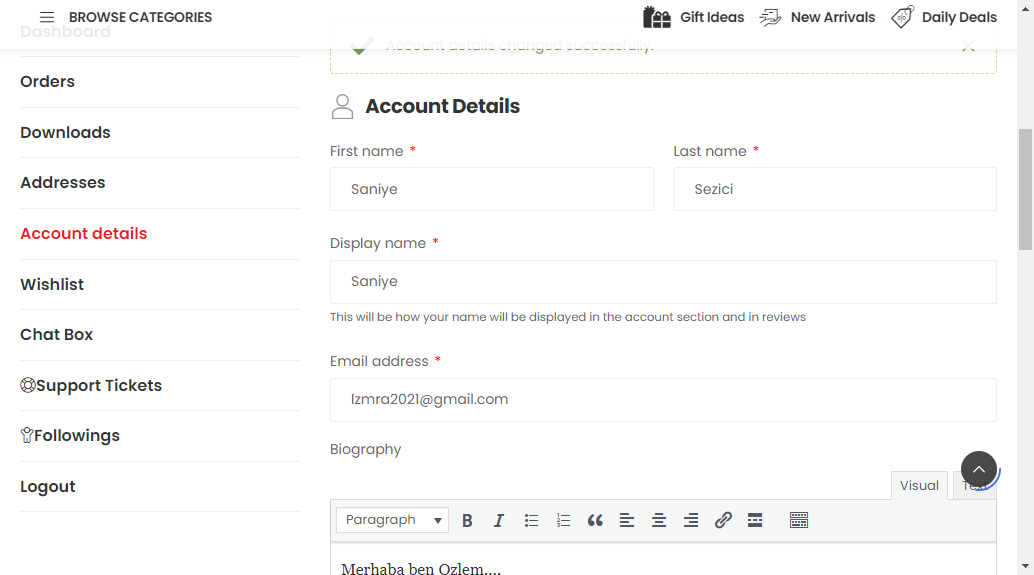 BROWSE CATEGORIES
Gift Ideas
New Arrivals
Daily Deals
Dashboard
Orders
Downloads
Addresses
Account details
Wishlist
Chat Box
Support Tickets
Followings
Logout
Account details changed successfully.
Account Details
First name *
Last name *
Saniye
Sezici
Display name *
Saniye
This will be how your name will be displayed in the account section and in reviews
Email address *
lzmra2021@gmail.com
Biography
Visual
Text
Paragraph
Merhaba ben Ozlem....